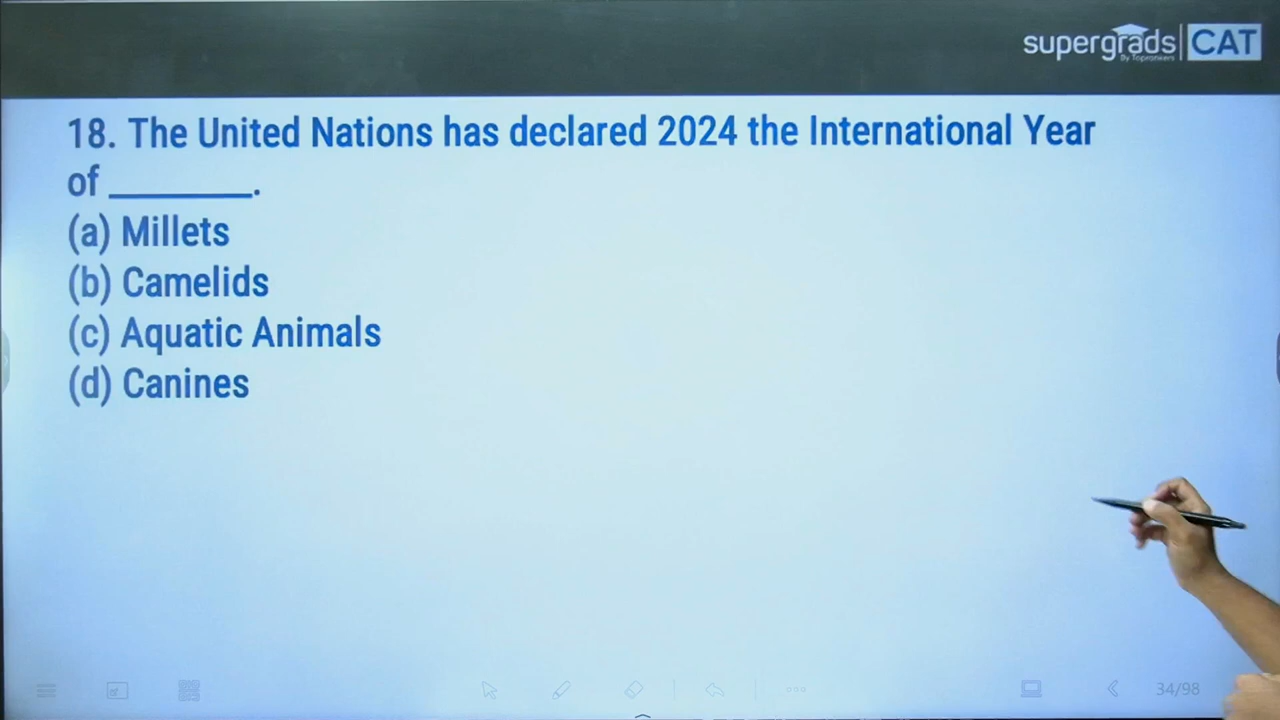 supergrads CAT
By Toprankers
18. The United Nations has declared 2024 the International Year
of ________.
(a) Millets
(b) Camelids
(c) Aquatic Animals
(d) Canines
34/98